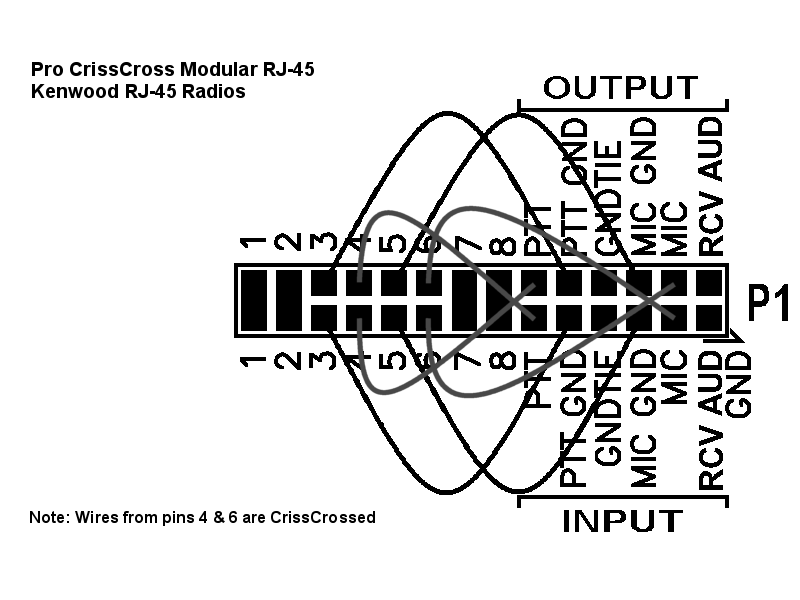 Pro CrissCross Modular RJ-45
Kenwood RJ-45 Radios
OUTPUT
1
2
3
4
5
6
7
8
PTT
PTT GND
GNDTIE
MIC GND
MIC
RCV AUD
P1
1
2
3
4
5
6
7
8
PTT
PTT GND
GNDTIE
MIC GND
MIC
RCV AUD
GND
INPUT
Note: Wires from pins 4 & 6 are CrissCrossed